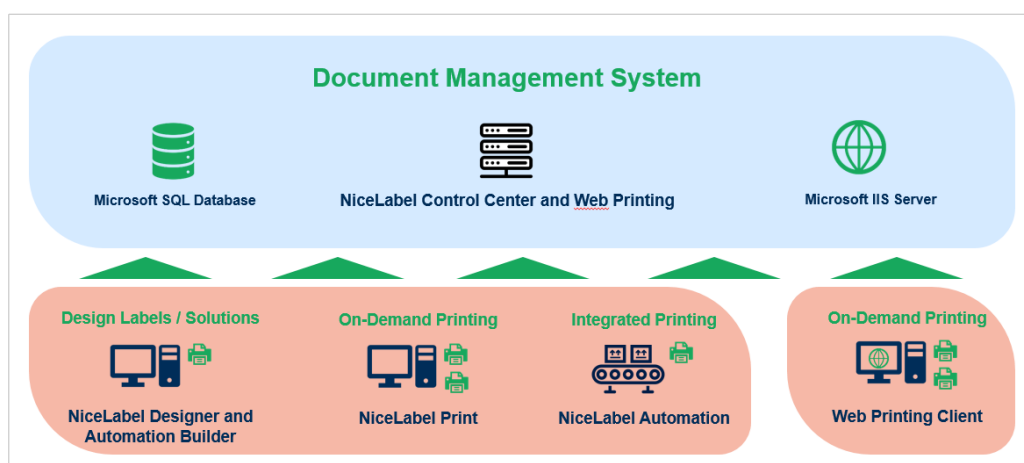 Document Management System
Microsoft SQL Database
NiceLabel Control Center and Web Printing
Microsoft IIS Server
Design Labels / Solutions
On-Demand Printing
Integrated Printing
On-Demand Printing
NiceLabel Designer and
Automation Builder
NiceLabel Print
NiceLabel Automation
Web Printing Client